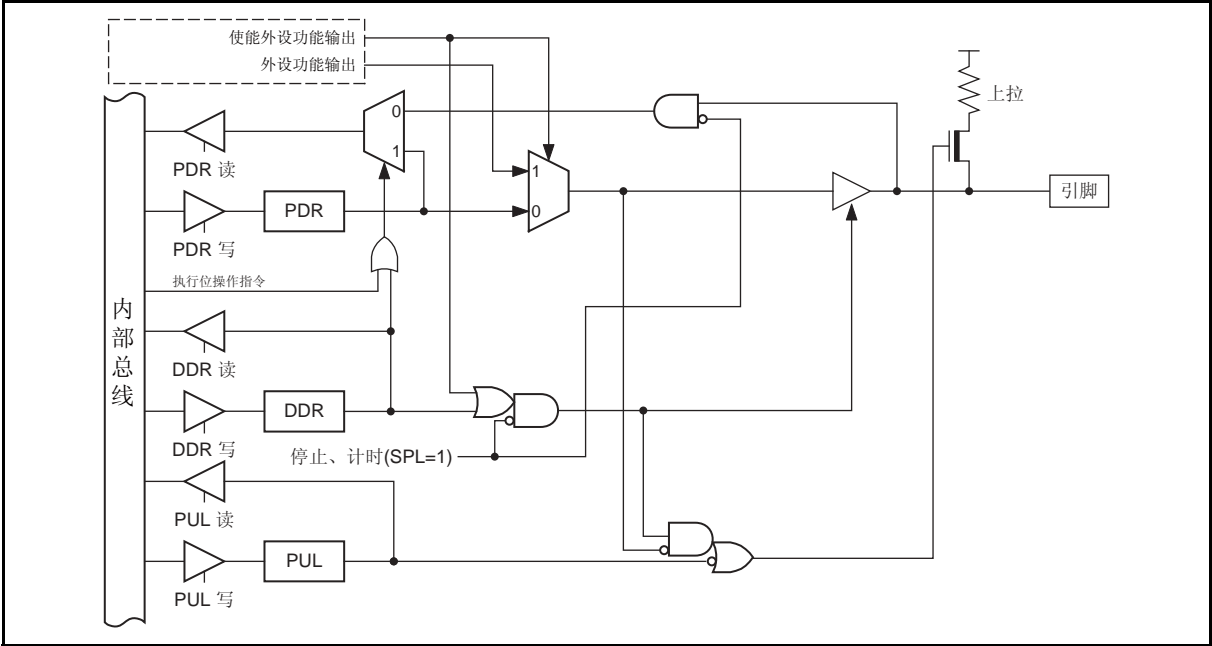 使能外设功能输出
外设功能输出
上拉
0
1
PDR 读
1
引脚
PDR
0
PDR 写
执行位操作指令
内部总线
DDR 读
DDR
DDR 写
停止、计时(SPL=1)
PUL 读
PUL
PUL 写